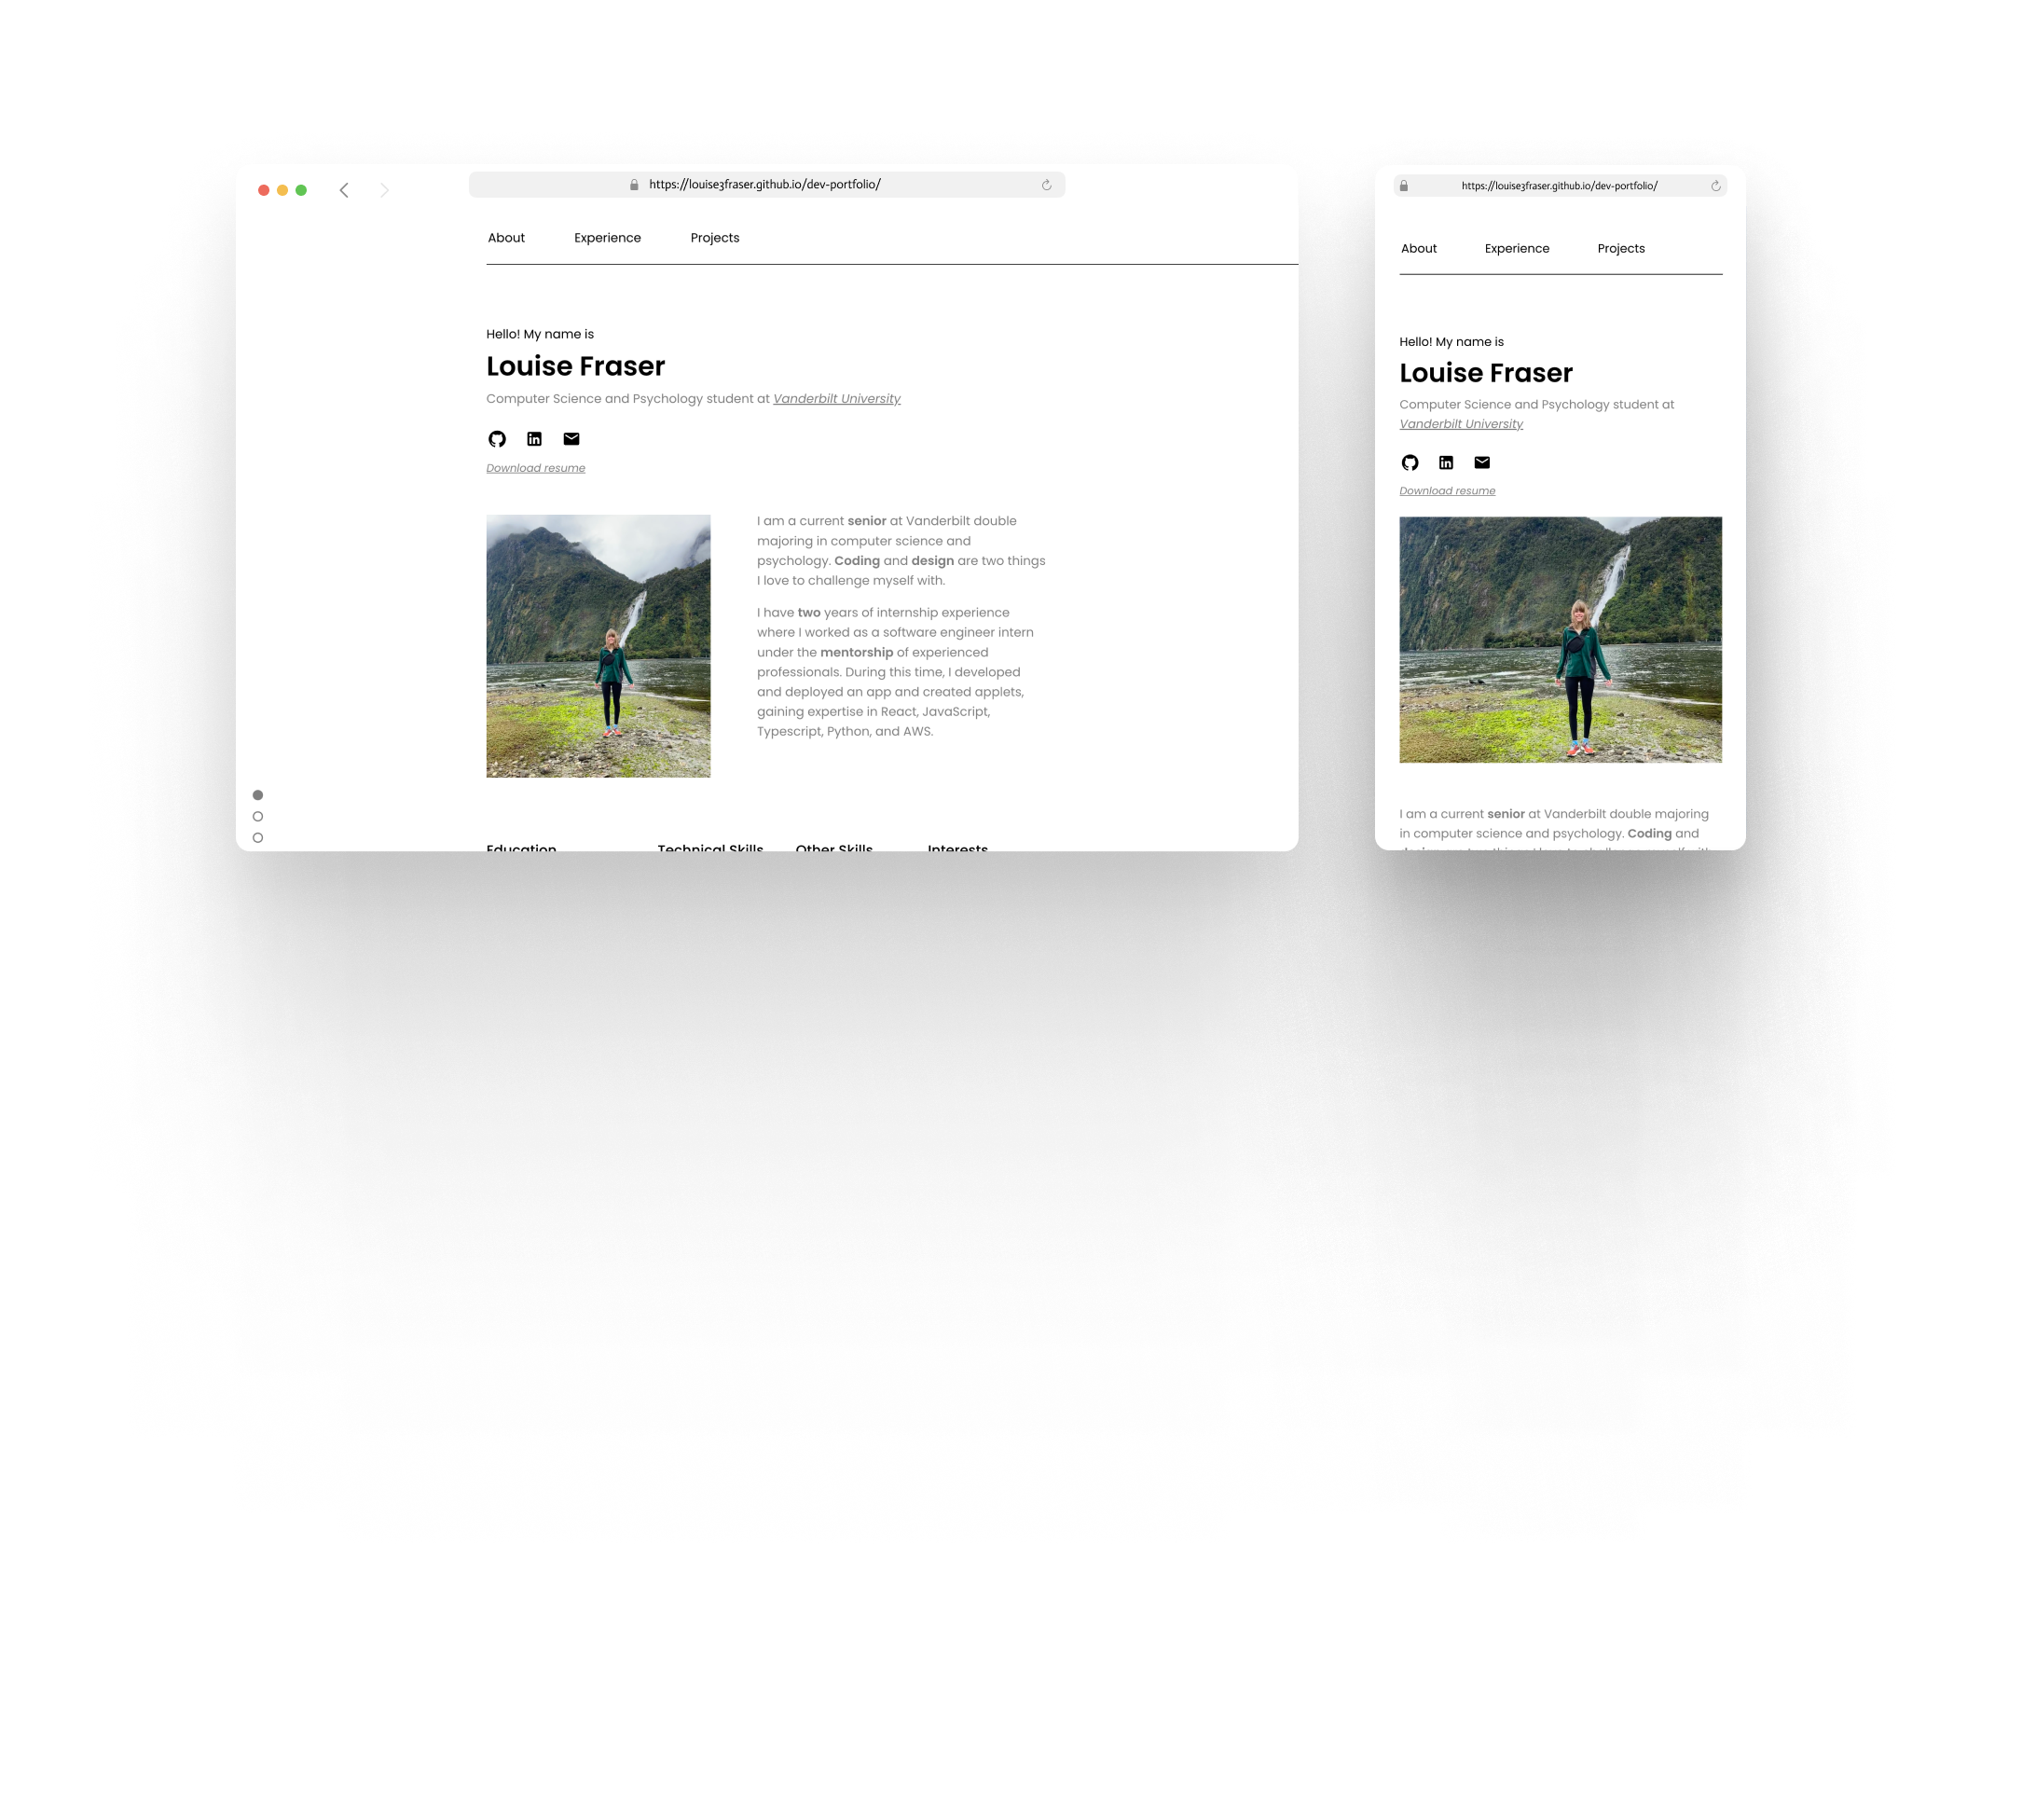 https://louise3fraser.github.io/dev-portfolio/
About Experience Projects
Hello! My name is
Louise Fraser
Computer Science and Psychology student at Vanderbilt University
Download resume
I am a current senior at Vanderbilt double
majoring in computer science and
psychology. Coding and design are two things
I love to challenge myself with.
I have two years of internship experience
where I worked as a software engineer intern
under the mentorship of experienced
professionals. During this time, I developed
and deployed an app and created applets,
gaining expertise in React, JavaScript,
Typescript, Python, and AWS.
Education Technical Skills Other Skills Interests
https://louise3fraser.github.io/dev-portfolio/
About Experience Projects
Hello! My name is
Louise Fraser
Computer Science and Psychology student at
Vanderbilt University
Download resume
I am a current senior at Vanderbilt double majoring
in computer science and psychology. Coding and